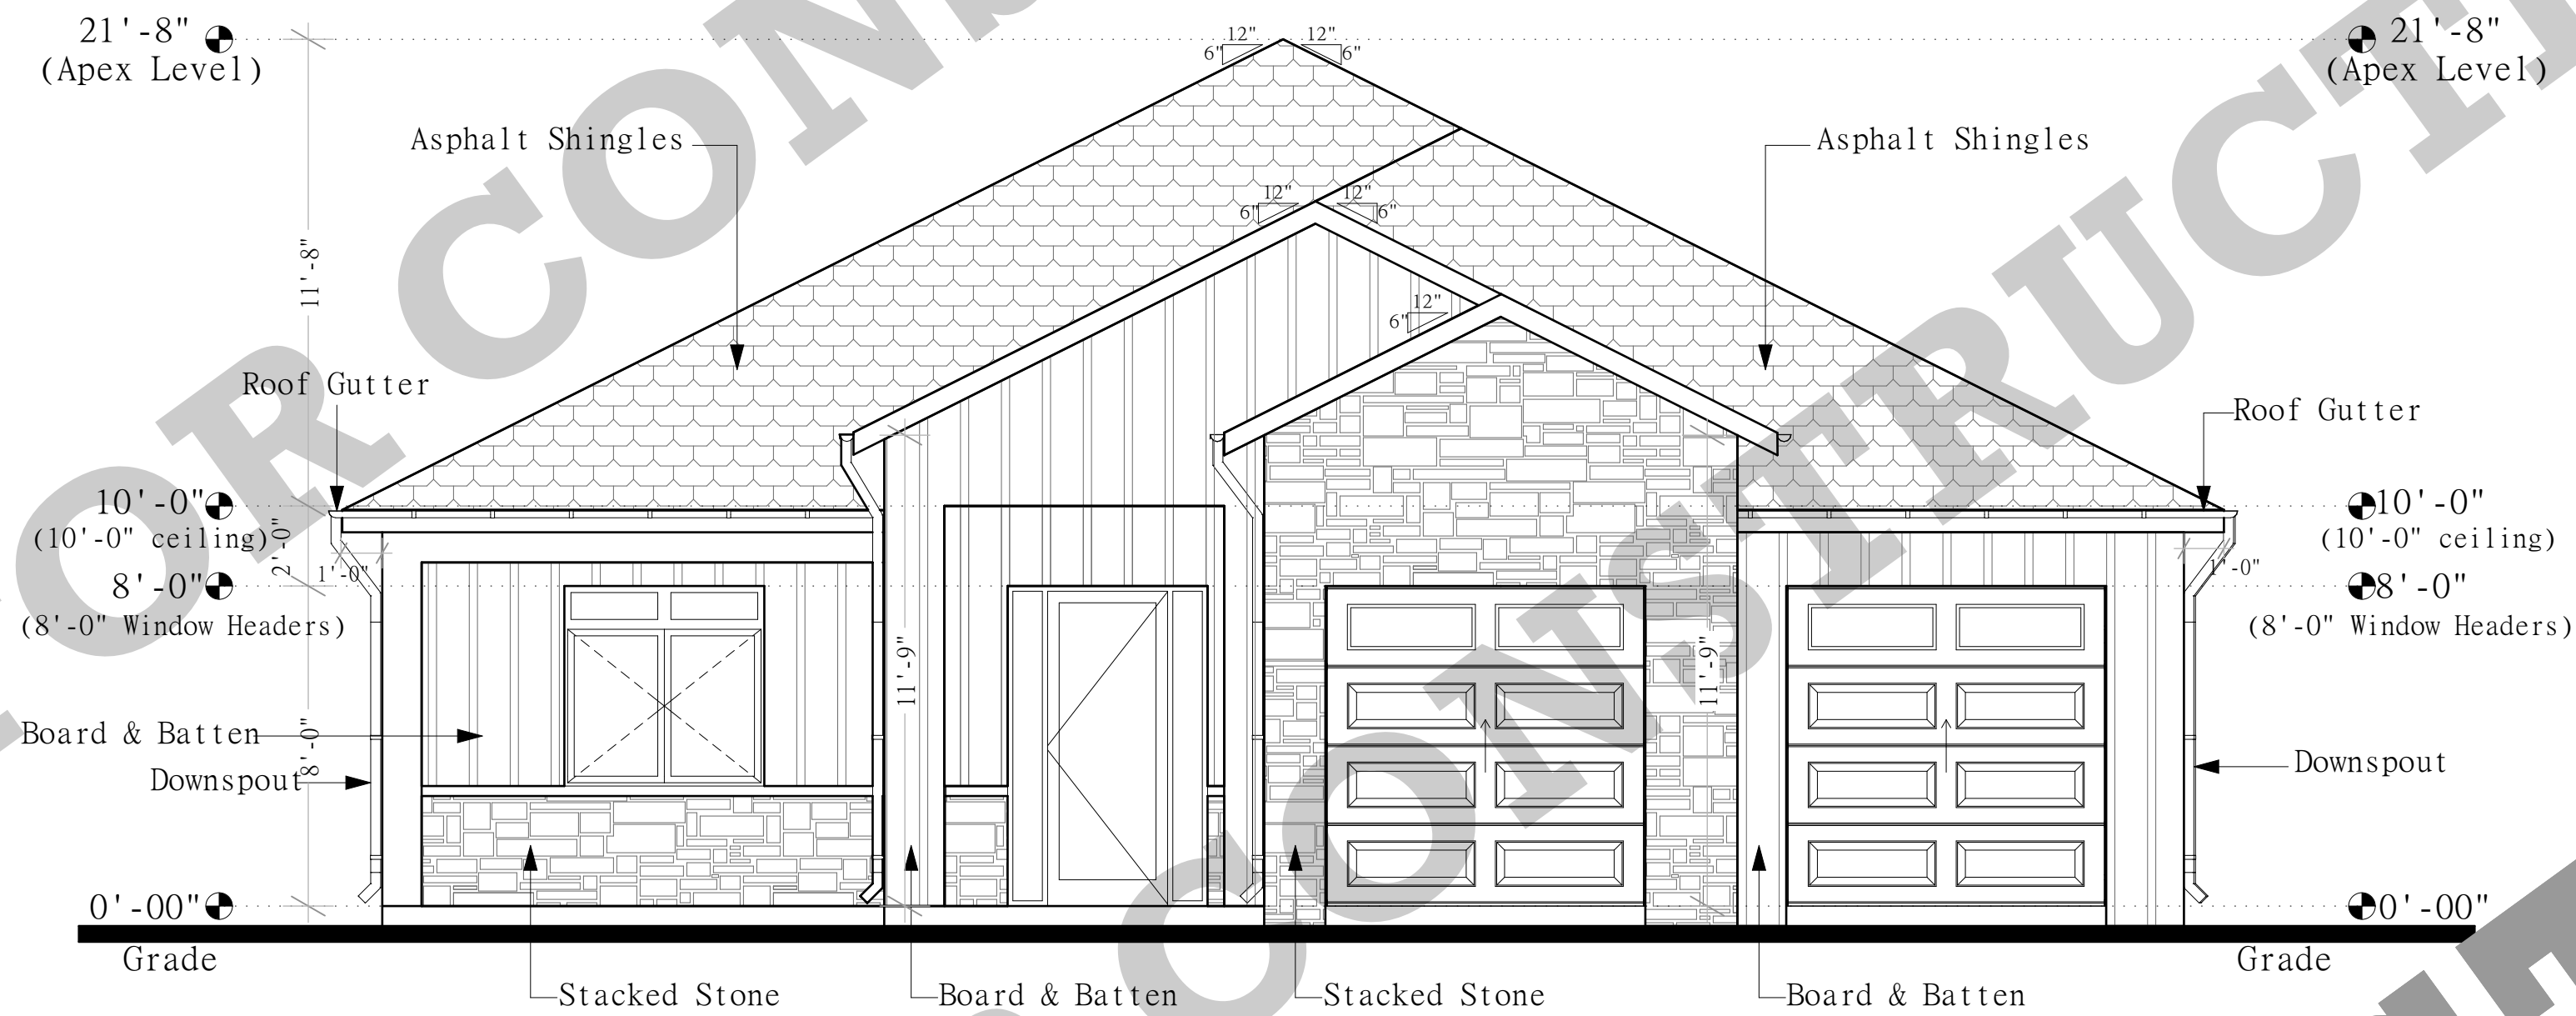 21'-8"
(Apex Level)
12"
12"
6"
6"
21'-8"
(Apex Level)
Asphalt Shingles
Asphalt Shingles
12"
12"
6"
6"
11'-8"
12"
6"
Roof Gutter
Roof Gutter
10'-0"
(10'-0" ceiling)
2'-0"
1'-0"
8'-0"
(8'-0" Window Headers)
10'-0"
(10'-0" ceiling)
1'-0"
8'-0"
(8'-0" Window Headers)
11'-9"
11'-9"
Board & Batten
8'-0"
Downspout
Downspout
0'-00"
0'-00"
Grade
Grade
Stacked Stone
Board & Batten
Stacked Stone
Board & Batten
OR CONS
CONSTRUCT